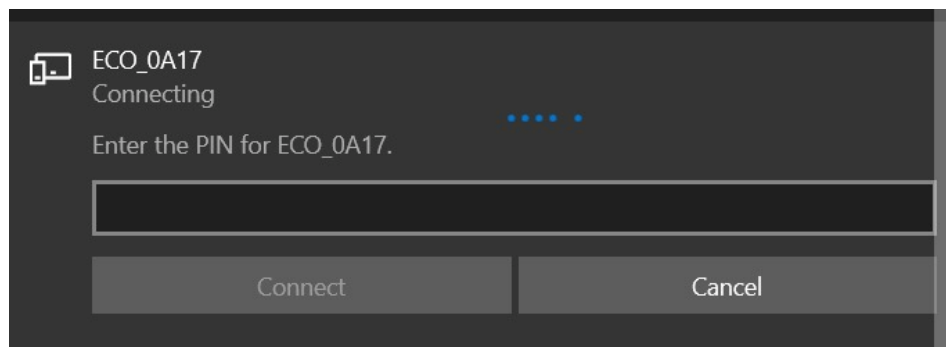 ECO_0A17
Connecting
Enter the PIN for ECO_0A17.
Connect
Cancel